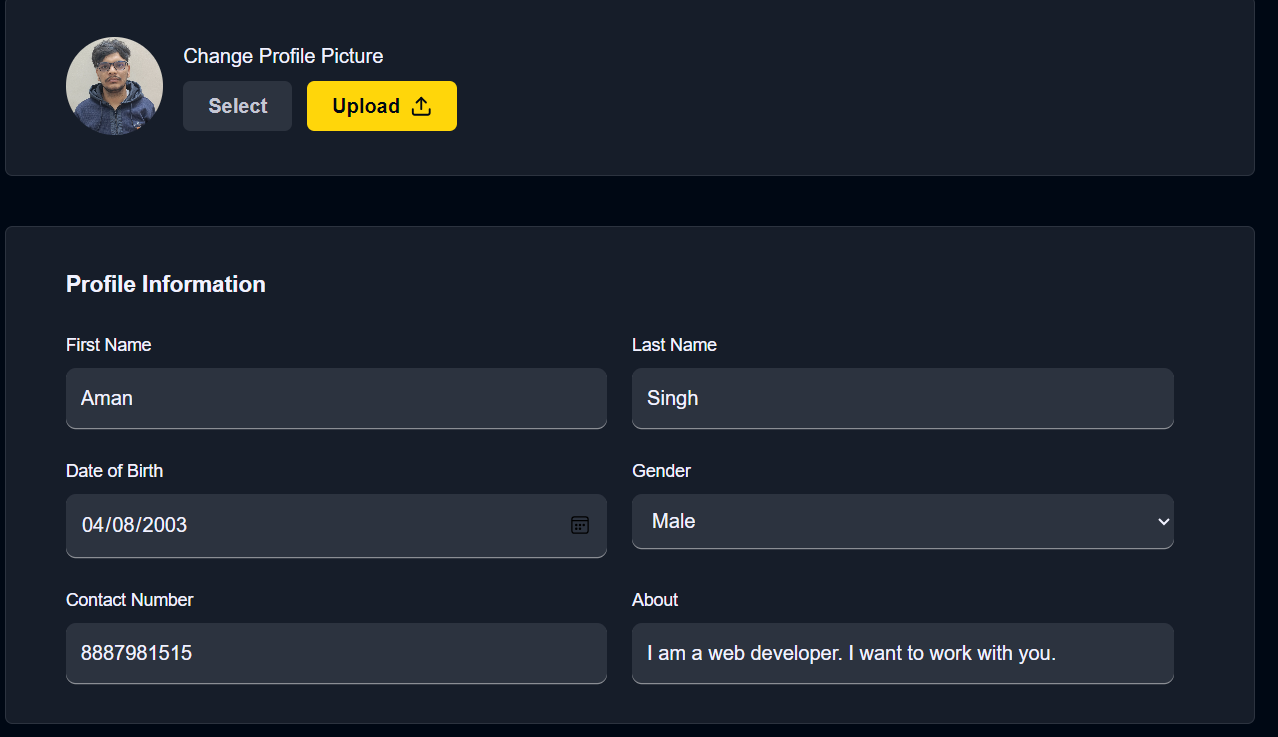 Change Profile Picture
Select Upload
Profile Information
First Name Last Name
Aman Singh
Date of Birth Gender
04/08/2003 Male
Contact Number About
8887981515 I am a web developer. I want to work with you.